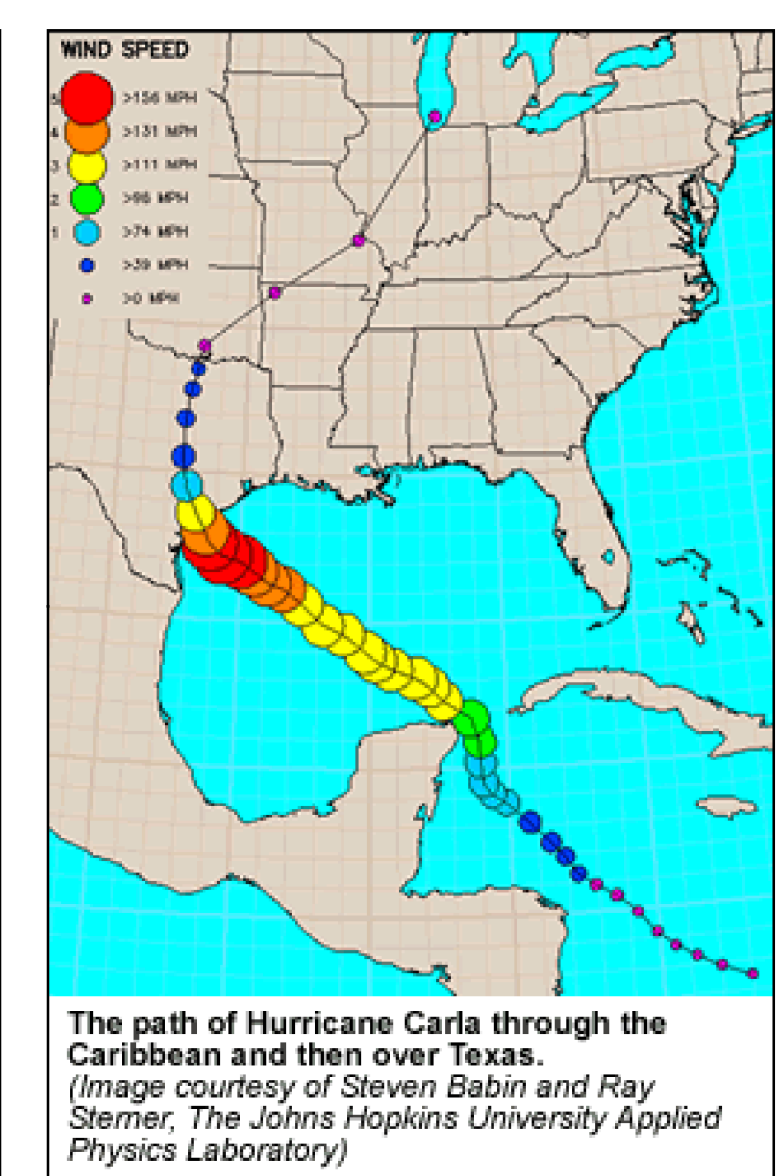 WIND SPEED
5 >156 MPH
4 >131 MPH
3 >111 MPH
2 >96 MPH
1 >74 MPH
>39 MPH
>0 MPH
The path of Hurricane Carla through the
Caribbean and then over Texas.
(Image courtesy of Steven Babin and Ray
Sterner, The Johns Hopkins University Applied
Physics Laboratory)